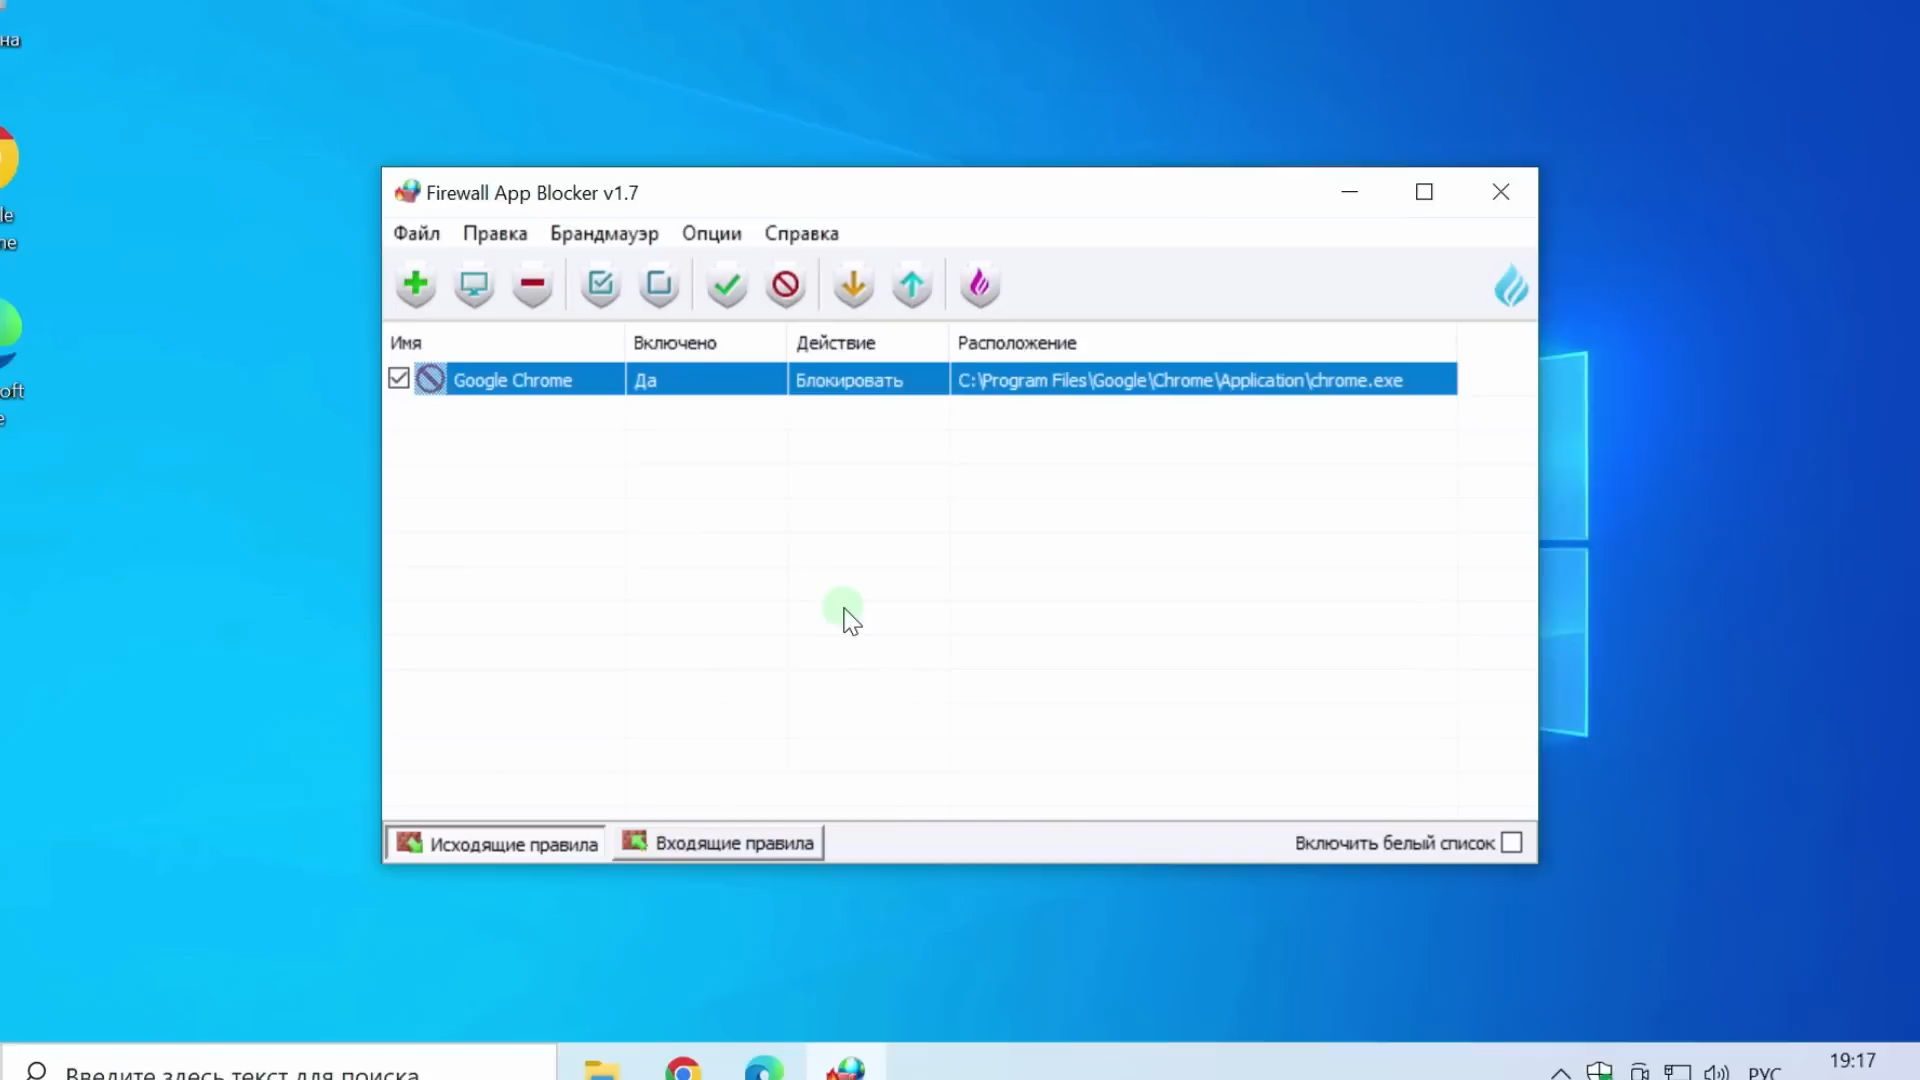 на
le
ne
oft
e
Firewall App Blocker v1.7
Файл Правка Брандмауэр Опции Справка
Имя Включено Действие Расположение
Google Chrome Да Блокировать C:\Program Files\Google\Chrome\Application\chrome.exe
Исходящие правила Входящие правила Включить белый список
Введите здесь текст для поиска
РУС
19:17